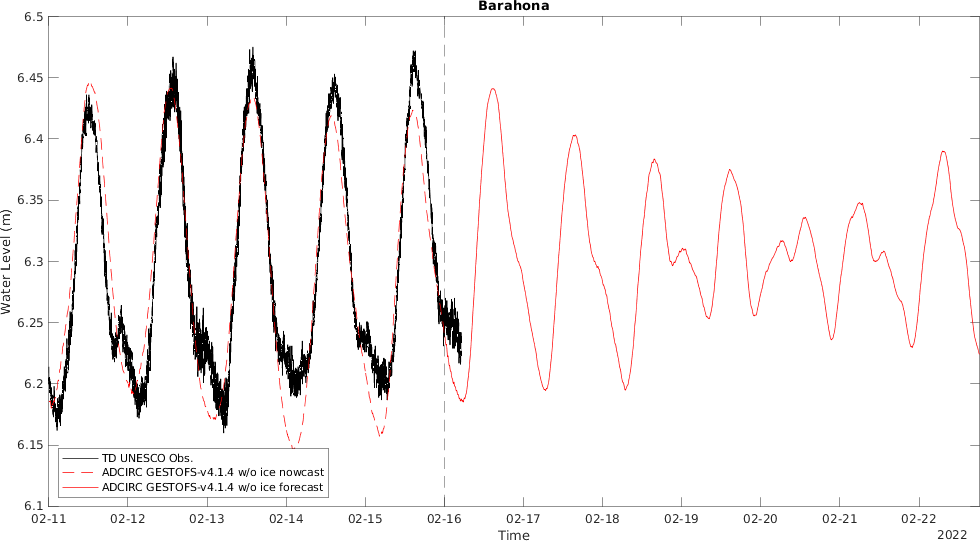 Barahona
6.5
6.45
6.4
6.35
6.3
6.25
6.2
6.15
6.1
Water Level (m)
TD UNESCO Obs.
ADCIRC GESTOFS-v4.1.4 w/o ice nowcast
ADCIRC GESTOFS-v4.1.4 w/o ice forecast
02-11 02-12 02-13 02-14 02-15 02-16 02-17 02-18 02-19 02-20 02-21 02-22
Time 2022